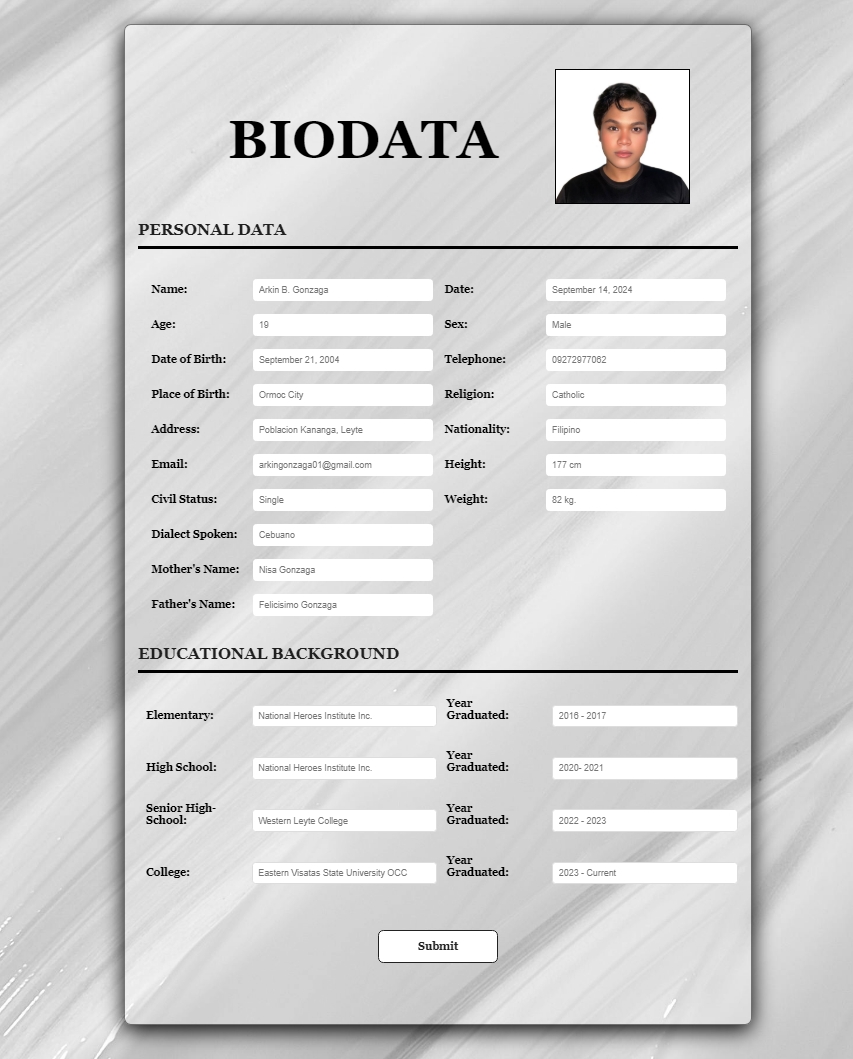 BIODATA
PERSONAL DATA
Name: Arkin B. Gonzaga Date: September 14, 2024
Age: 19 Sex: Male
Date of Birth: September 21, 2004 Telephone: 09272977062
Place of Birth: Ormoc City Religion: Catholic
Address: Poblacion Kananga, Leyte Nationality: Filipino
Email: arkingonzaga01@gmail.com Height: 177 cm
Civil Status: Single Weight: 82 kg.
Dialect Spoken: Cebuano
Mother's Name: Nisa Gonzaga
Father's Name: Felicisimo Gonzaga
EDUCATIONAL BACKGROUND
Elementary: National Heroes Institute Inc. Year Graduated: 2016 - 2017
High School: National Heroes Institute Inc. Year Graduated: 2020- 2021
Senior High-School: Western Leyte College Year Graduated: 2022 - 2023
College: Eastern Visatas State University OCC Year Graduated: 2023 - Current
Submit